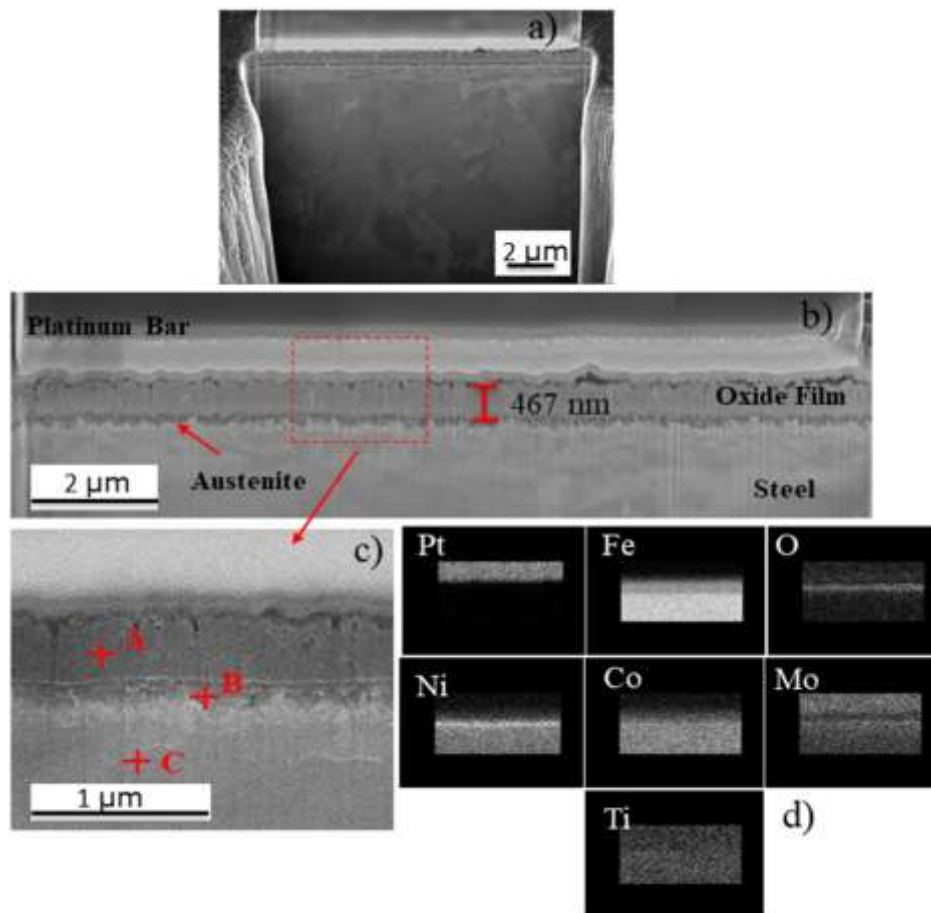 a)
2 μm
Platinum Bar
b)
467 nm
Oxide Film
Austenite
2 μm
Steel
c)
A
B
C
1 μm
Pt
Fe
O
Ni
Co
Mo
Ti
d)